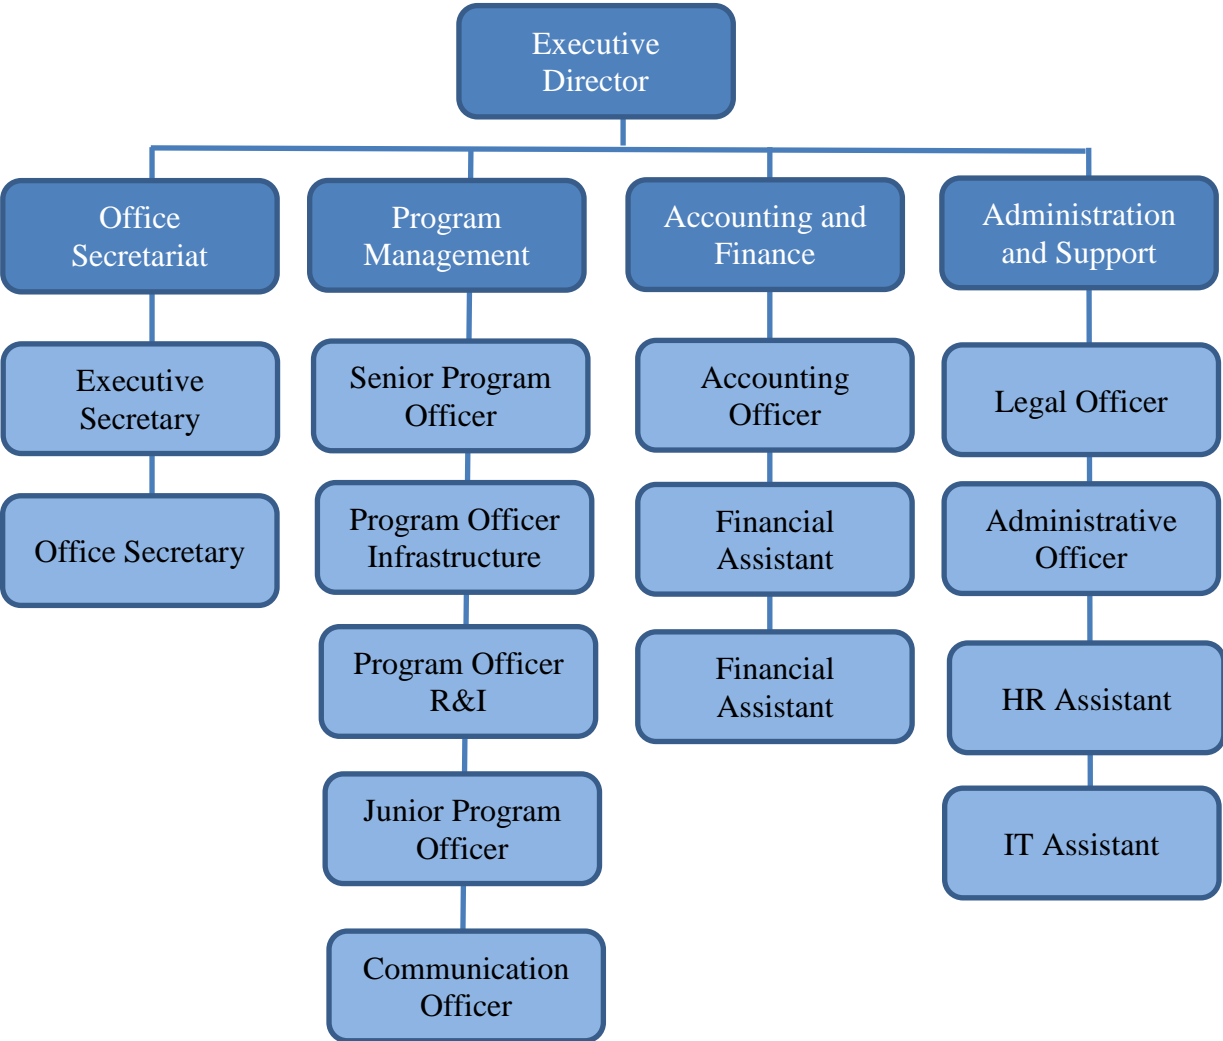 Executive
Director
Office
Secretariat
Program
Management
Accounting and
Finance
Administration
and Support
Executive
Secretary
Senior Program
Officer
Accounting
Officer
Legal Officer
Office Secretary
Program Officer
Infrastructure
Financial
Assistant
Administrative
Officer
Program Officer
R&I
Financial
Assistant
HR Assistant
Junior Program
Officer
IT Assistant
Communication
Officer